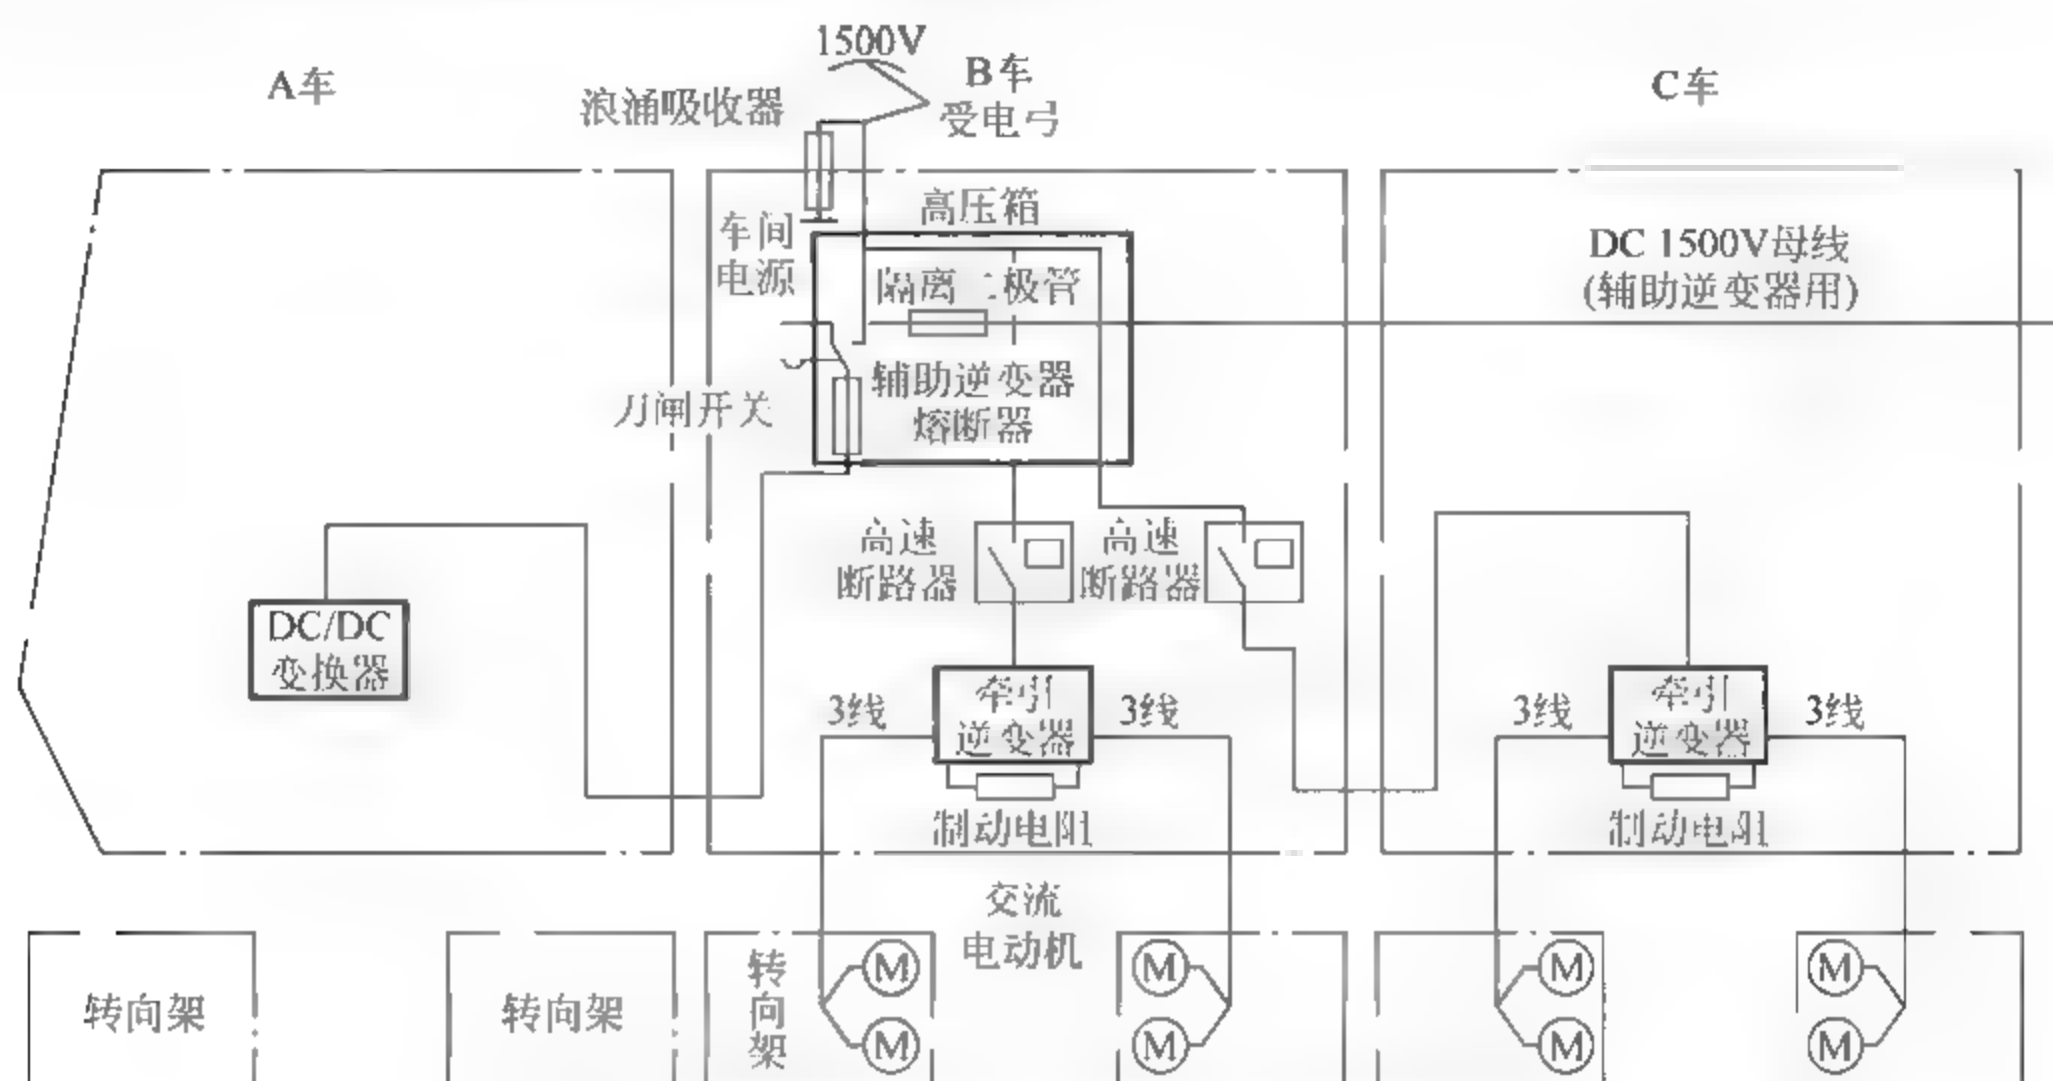 1500V
A车
B车
C车
浪涌吸收器
受电弓
车间
电源
高压箱
DC 1500V母线
(辅助逆变器用)
隔离二极管
辅助逆变器
熔断器
刀闸开关
高速
断路器
高速
断路器
DC/DC
变换器
3线
牵引
逆变器
3线
3线
牵引
逆变器
3线
制动电阻
制动电阻
交流
电动机
转向架
转向架
转
向
架
M
M
M
M
M
M
M
M